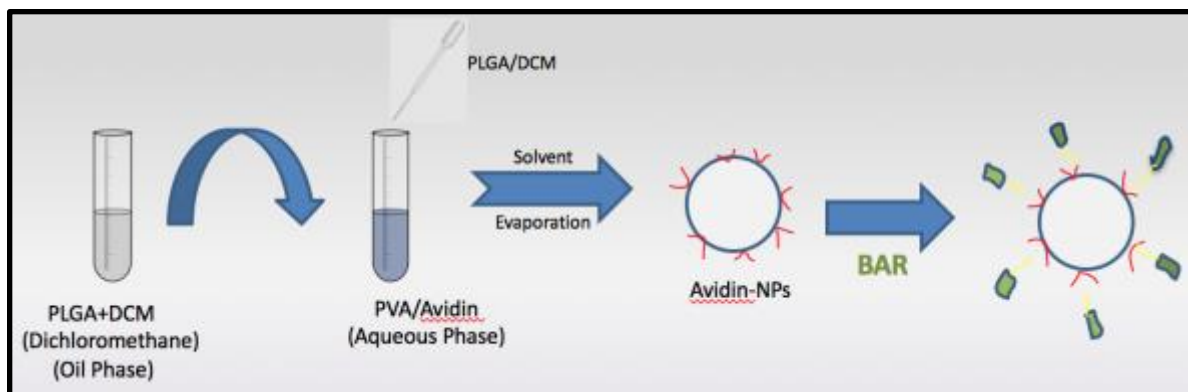 PLGA/DCM
Solvent
Evaporation
BAR
Avidin-NPs
PLGA+DCM
(Dichloromethane)
(Oil Phase)
PVA/Avidin
(Aqueous Phase)